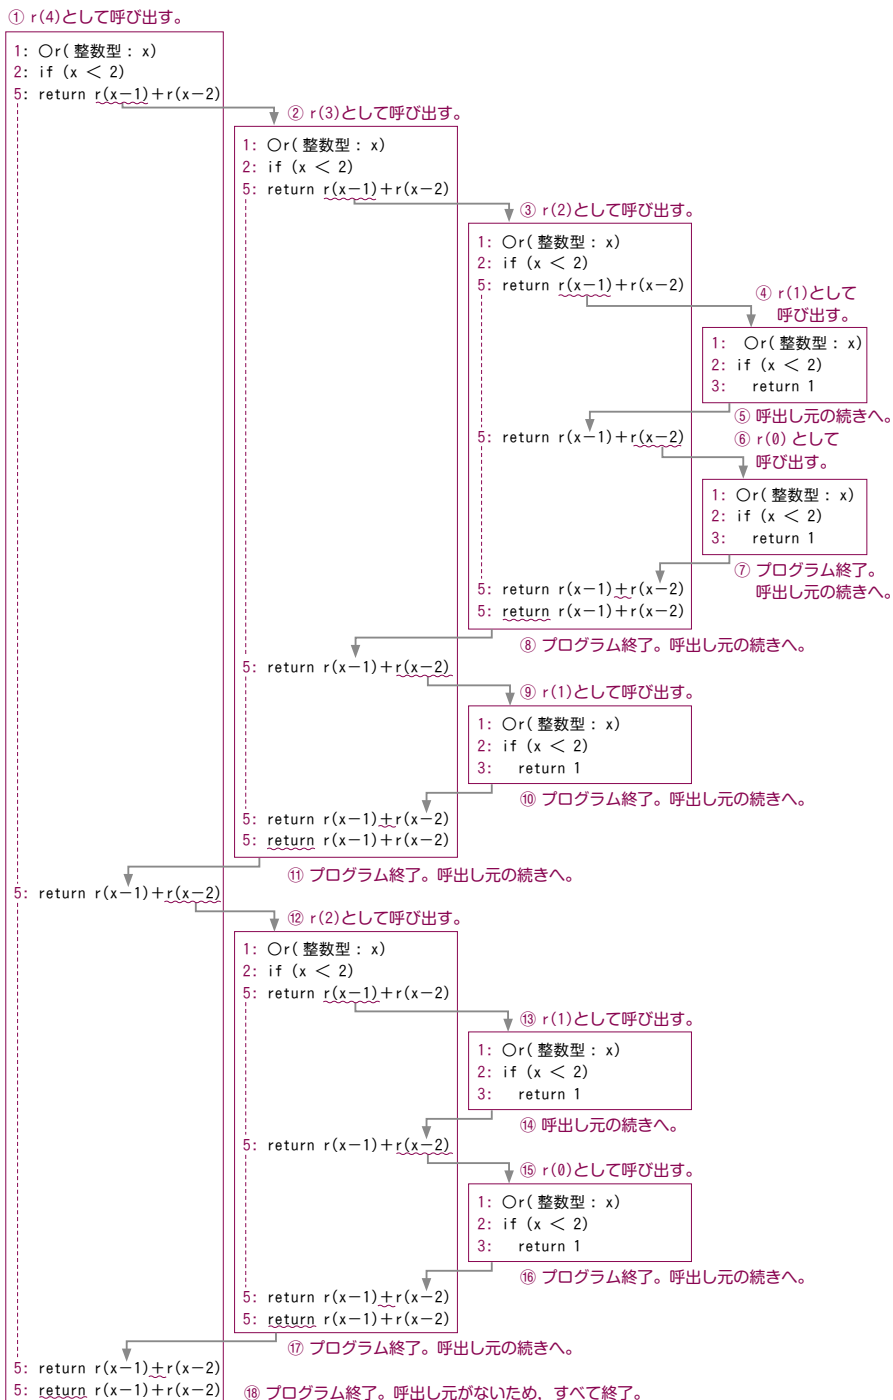 ① r(4)として呼び出す。
1: ○r(整数型: x)
2: if (x < 2)
5: return r(x-1)+r(x-2)
② r(3)として呼び出す。
1: ○r(整数型: x)
2: if (x < 2)
5: return r(x-1)+r(x-2)
③ r(2)として呼び出す。
1: ○r(整数型: x)
2: if (x < 2)
5: return r(x-1)+r(x-2)
④ r(1)として
呼び出す。
1: ○r(整数型: x)
2: if (x < 2)
3: return 1
⑤ 呼出し元の続きへ。
5: return r(x-1)+r(x-2)
⑥ r(0) として
呼び出す。
1: ○r(整数型: x)
2: if (x < 2)
3: return 1
⑦ プログラム終了。
呼出し元の続きへ。
5: return r(x-1)+r(x-2)
5: return r(x-1)+r(x-2)
⑧ プログラム終了。呼出し元の続きへ。
5: return r(x-1)+r(x-2)
⑨ r(1)として呼び出す。
1: ○r(整数型: x)
2: if (x < 2)
3: return 1
⑩ プログラム終了。呼出し元の続きへ。
5: return r(x-1)+r(x-2)
5: return r(x-1)+r(x-2)
⑪ プログラム終了。呼出し元の続きへ。
5: return r(x-1)+r(x-2)
⑫ r(2)として呼び出す。
1: ○r(整数型: x)
2: if (x < 2)
5: return r(x-1)+r(x-2)
⑬ r(1)として呼び出す。
1: ○r(整数型: x)
2: if (x < 2)
3: return 1
⑭ 呼出し元の続きへ。
5: return r(x-1)+r(x-2)
⑮ r(0)として呼び出す。
1: ○r(整数型: x)
2: if (x < 2)
3: return 1
⑯ プログラム終了。呼出し元の続きへ。
5: return r(x-1)+r(x-2)
5: return r(x-1)+r(x-2)
⑰ プログラム終了。呼出し元の続きへ。
5: return r(x-1)+r(x-2)
5: return r(x-1)+r(x-2)
⑱ プログラム終了。呼出し元がないため，すべて終了。